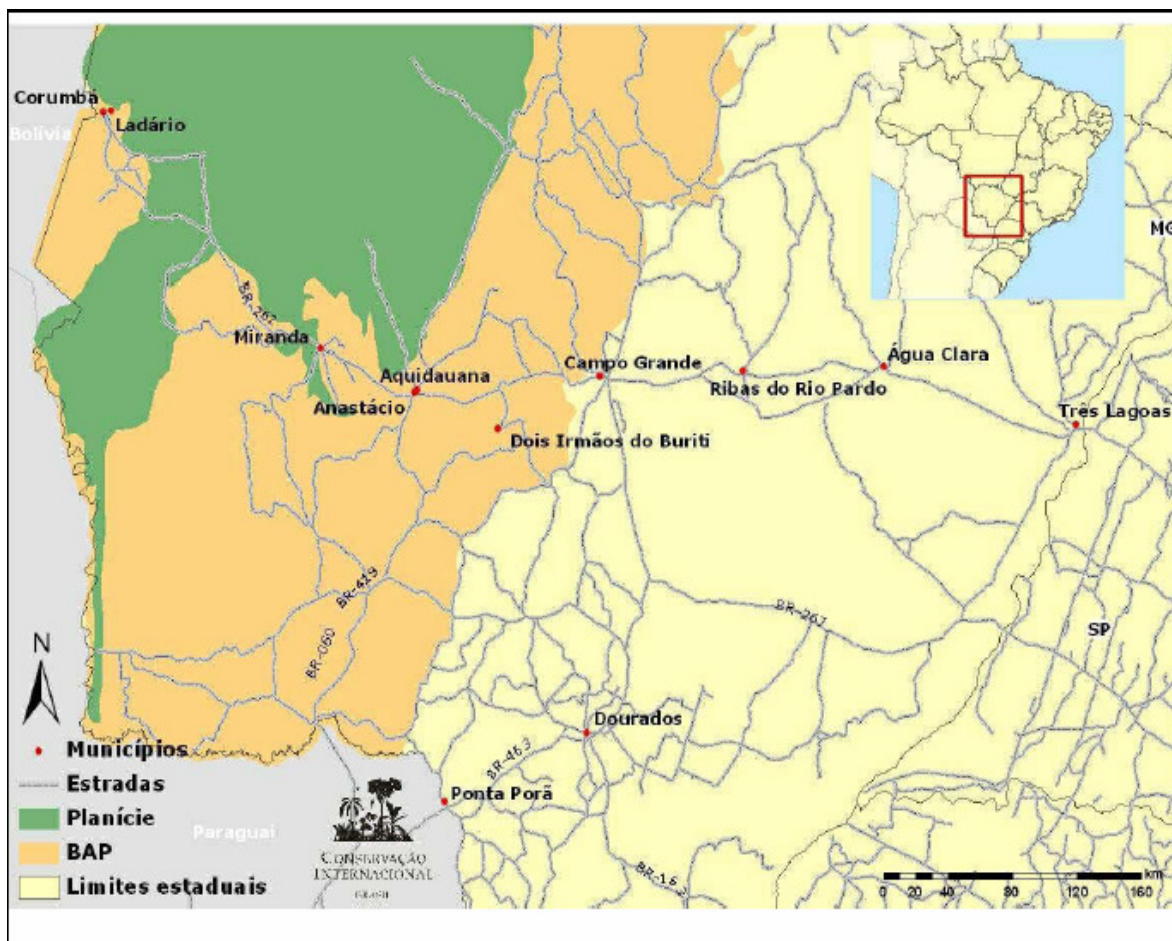 Corumbá
Bolívia
Ladário
MG
BR-262
Miranda
Aquidauana
Anastácio
Campo Grande
Ribas do Rio Pardo
Água Clara
Três Lagoas
Dois Irmãos do Buriti
BR-419
BR-060
BR-267
SP
N
Dourados
BR-463
Ponta Porã
Municípios
Estradas
Planície
BAP
Limites estaduais
Paraguai
CONSERVAÇÃO
INTERNACIONAL
BRASIL
BR-163
km
0 20 40 80 120 160